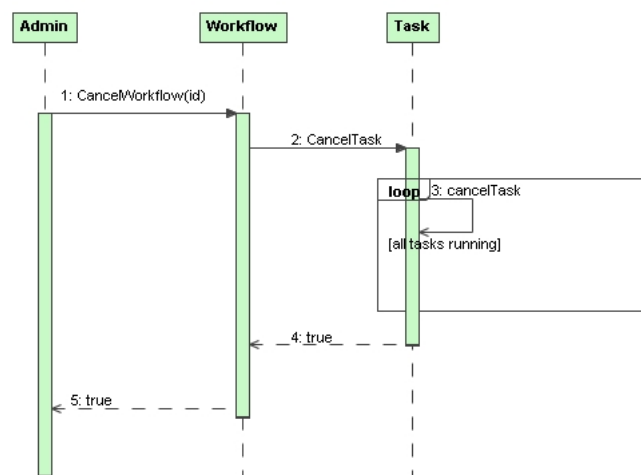 Admin
Workflow
Task
1: CancelWorkflow(id)
2: CancelTask
loop
3: cancelTask
[all tasks running]
4: true
5: true